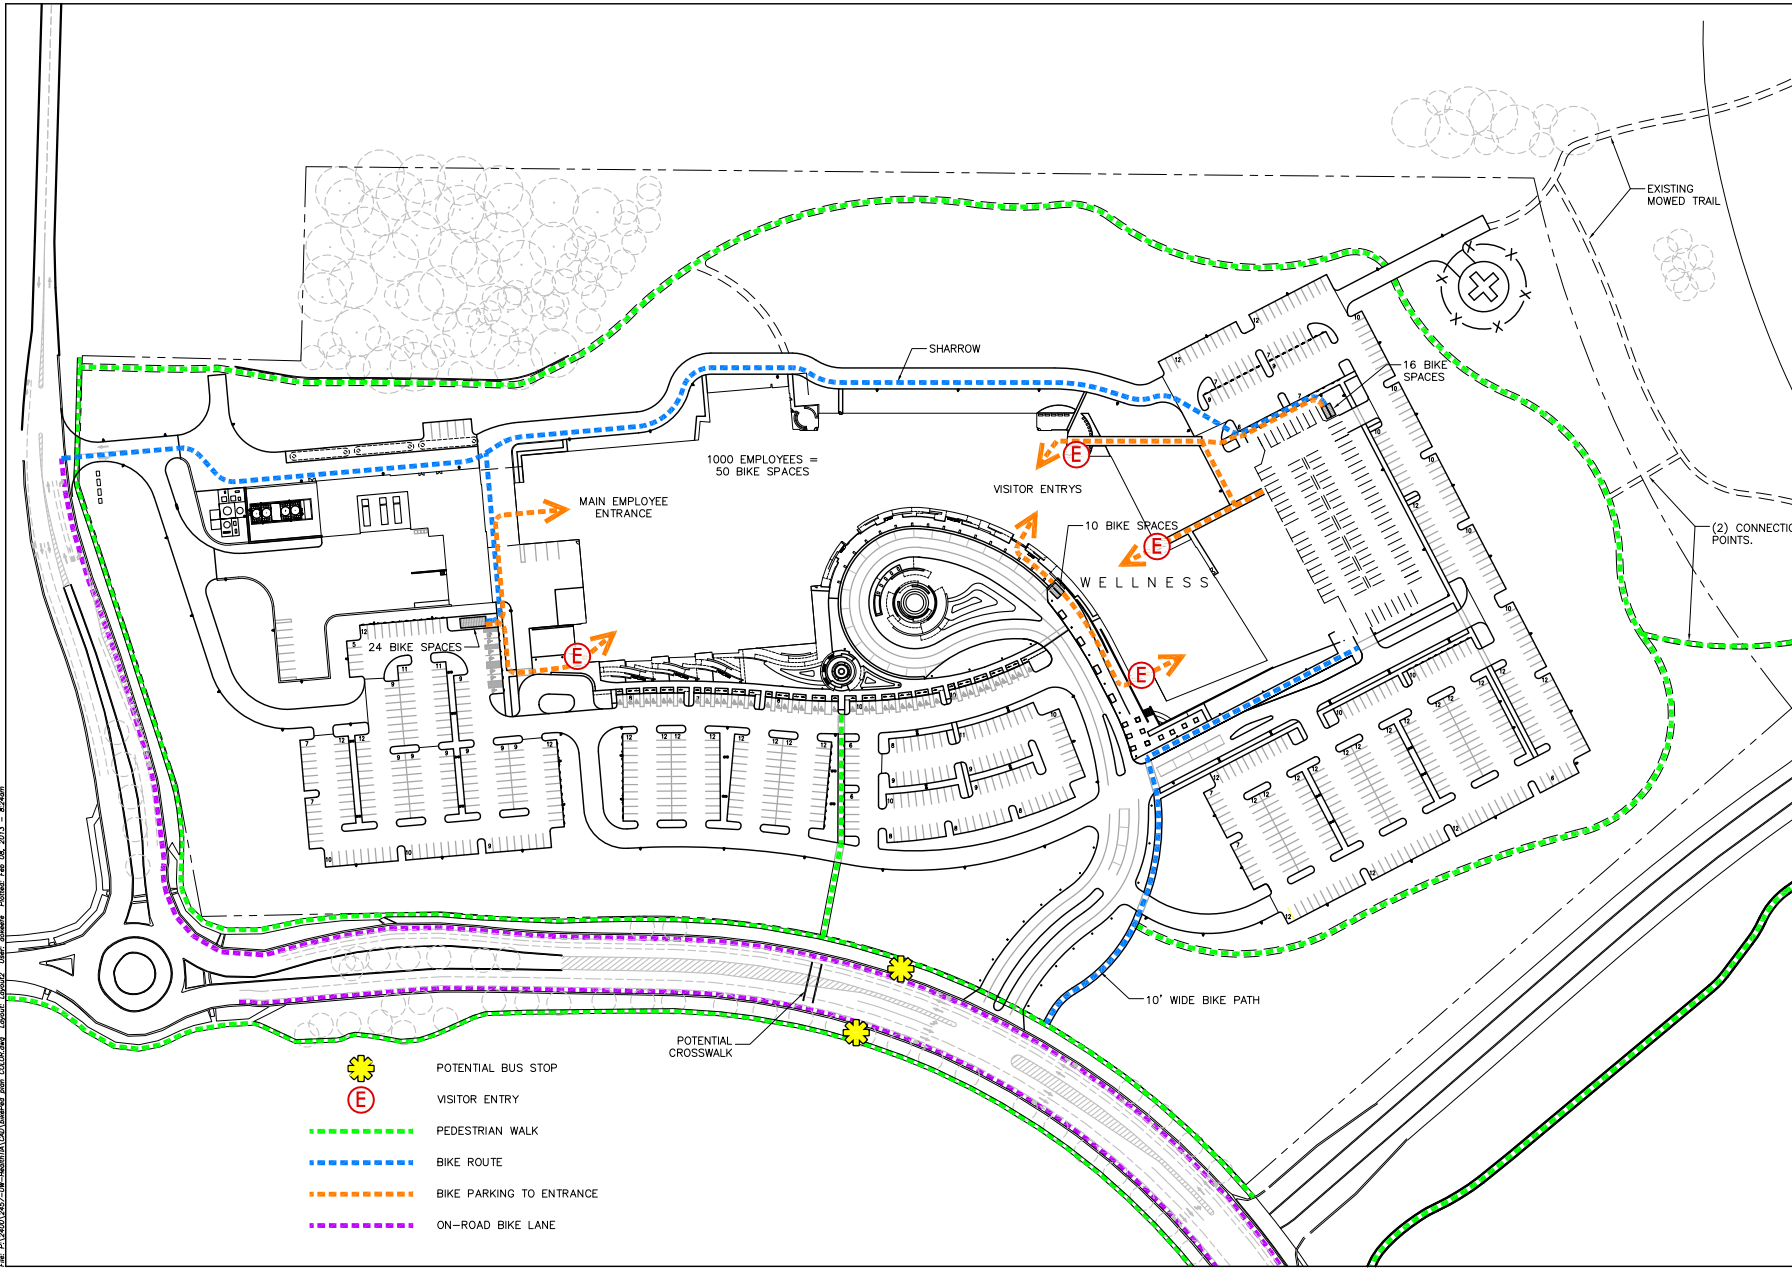 EXISTING
MOWED TRAIL
SHARROW
16 BIKE
SPACES
1000 EMPLOYEES =
50 BIKE SPACES
MAIN EMPLOYEE
ENTRANCE
E
VISITOR ENTRYS
10 BIKE SPACES
E
WELLNESS
(2) CONNECTIO
POINTS.
24 BIKE SPACES
E
E
10' WIDE BIKE PATH
POTENTIAL
CROSSWALK
POTENTIAL BUS STOP
E
VISITOR ENTRY
PEDESTRIAN WALK
BIKE ROUTE
BIKE PARKING TO ENTRANCE
ON-ROAD BIKE LANE